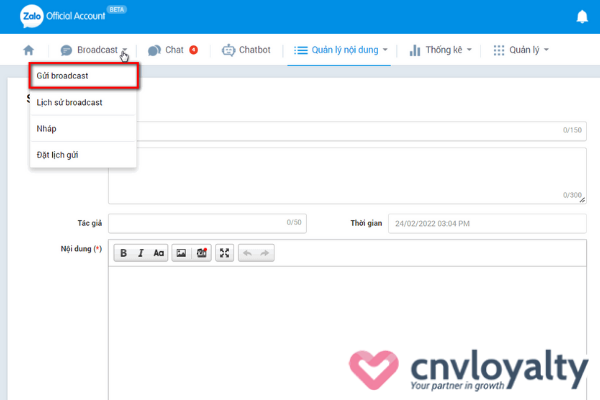 Zalo Official Account BETA
Broadcast Chat 4 Chatbot Quản lý nội dung Thống kê Quản lý
Gửi broadcast
S
Lịch sử broadcast
Nháp
0/150
Đặt lịch gửi
0/300
Tác giả 0/50 Thời gian 24/02/2022 03:04 PM
Nội dung (*) B I Aa
cnvloyalty
Your partner in growth